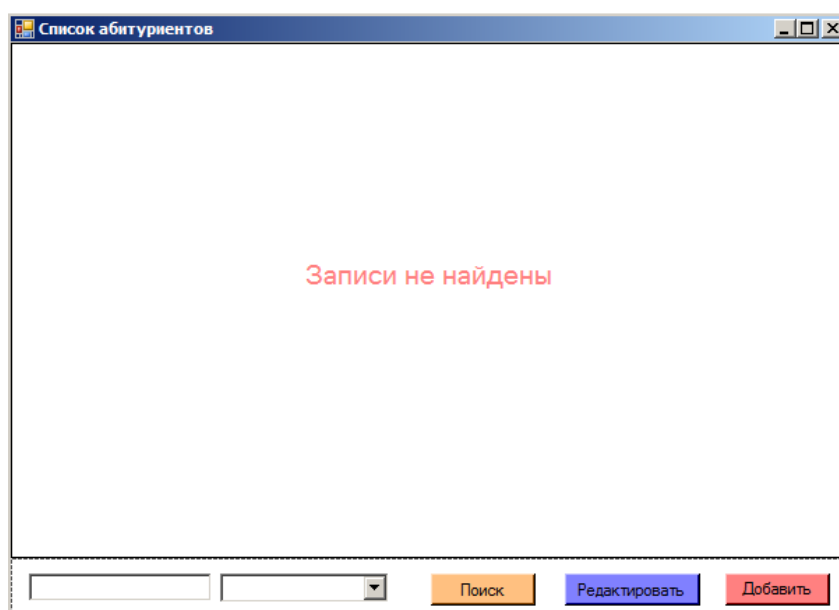 Список абитуриентов
Записи не найдены
Поиск Редактировать Добавить